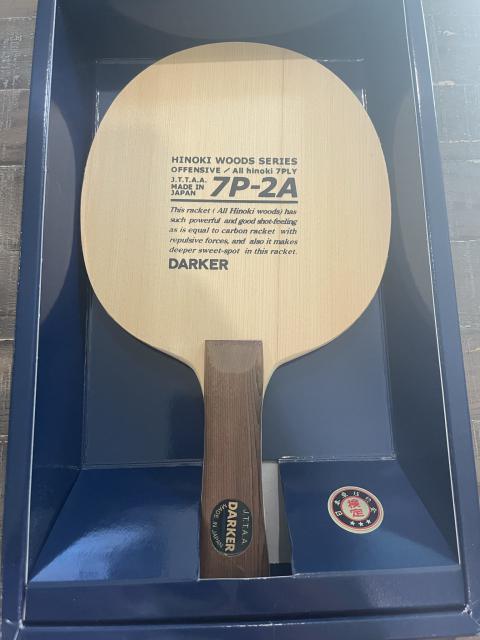 HINOKI WOODS SERIES
OFFENSIVE / All hinoki 7PLY
J.T.T.A.A.
MADE IN
JAPAN
7P-2A
This racket ( All Hinoki woods) has
such powerful and good shot-feeling
as is equal to carbon racket with
repulsive forces, and also it makes
deeper sweet-spot in this racket.
DARKER
J.T.T.A.A
DARKER
MADE IN JAPAN
検定